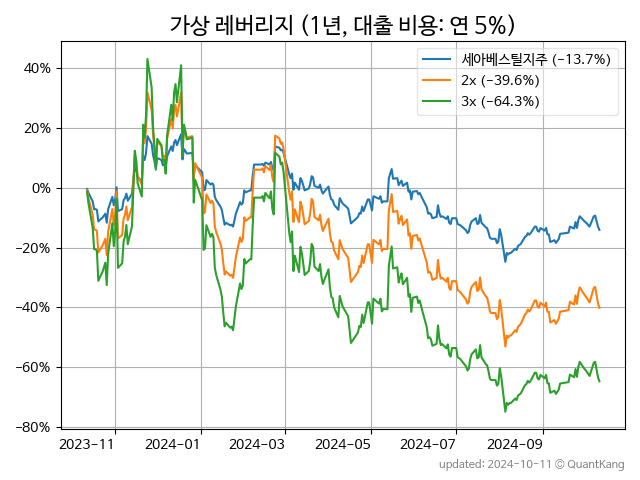 가상 레버리지 (1년, 대출 비용: 연 5%)
세아베스틸지주 (-13.7%)
2x (-39.6%)
3x (-64.3%)
40%
20%
0%
-20%
-40%
-60%
-80%
2023-11
2024-01
2024-03
2024-05
2024-07
2024-09
updated: 2024-10-11 © QuantKang